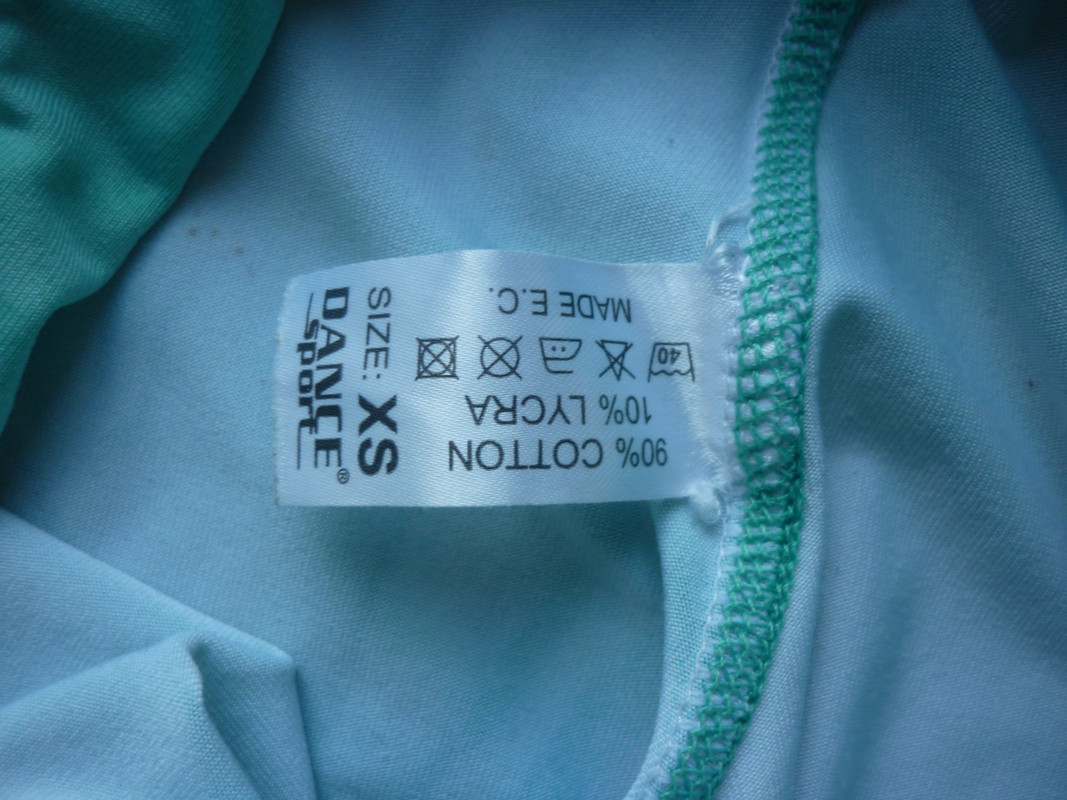 DANCE®
Sport
SIZE: XS
90% COTTON
10% LYCRA
40
MADE E.C.